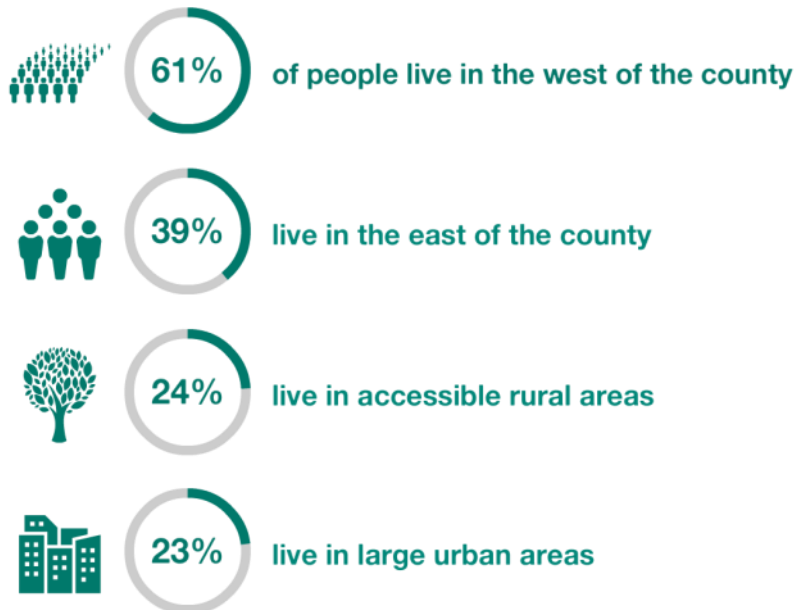 61% of people live in the west of the county
39% live in the east of the county
24% live in accessible rural areas
23% live in large urban areas